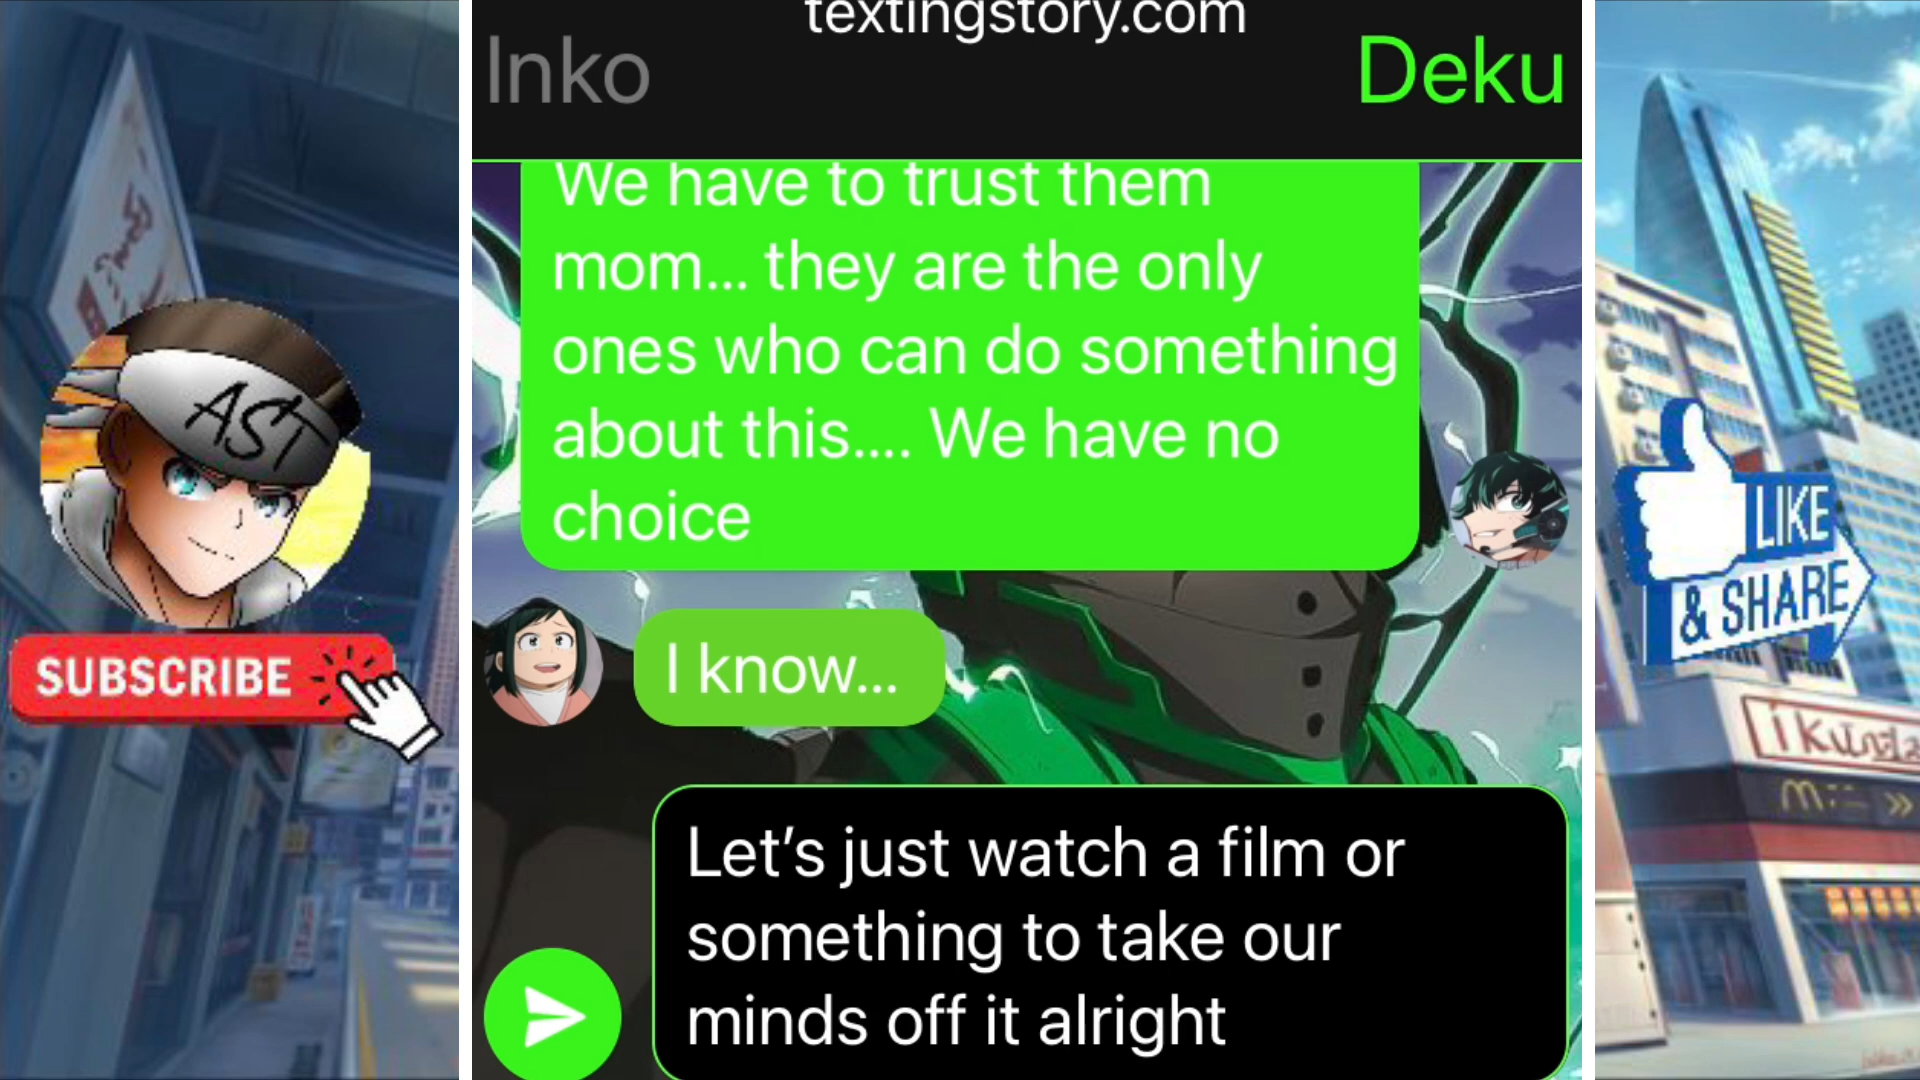 textingstory.com
Inko
Deku
We have to trust them
mom... they are the only
ones who can do something
about this.... We have no
choice
I know...
Let's just watch a film or
something to take our
minds off it alright
AST
SUBSCRIBE
LIKE
& SHARE